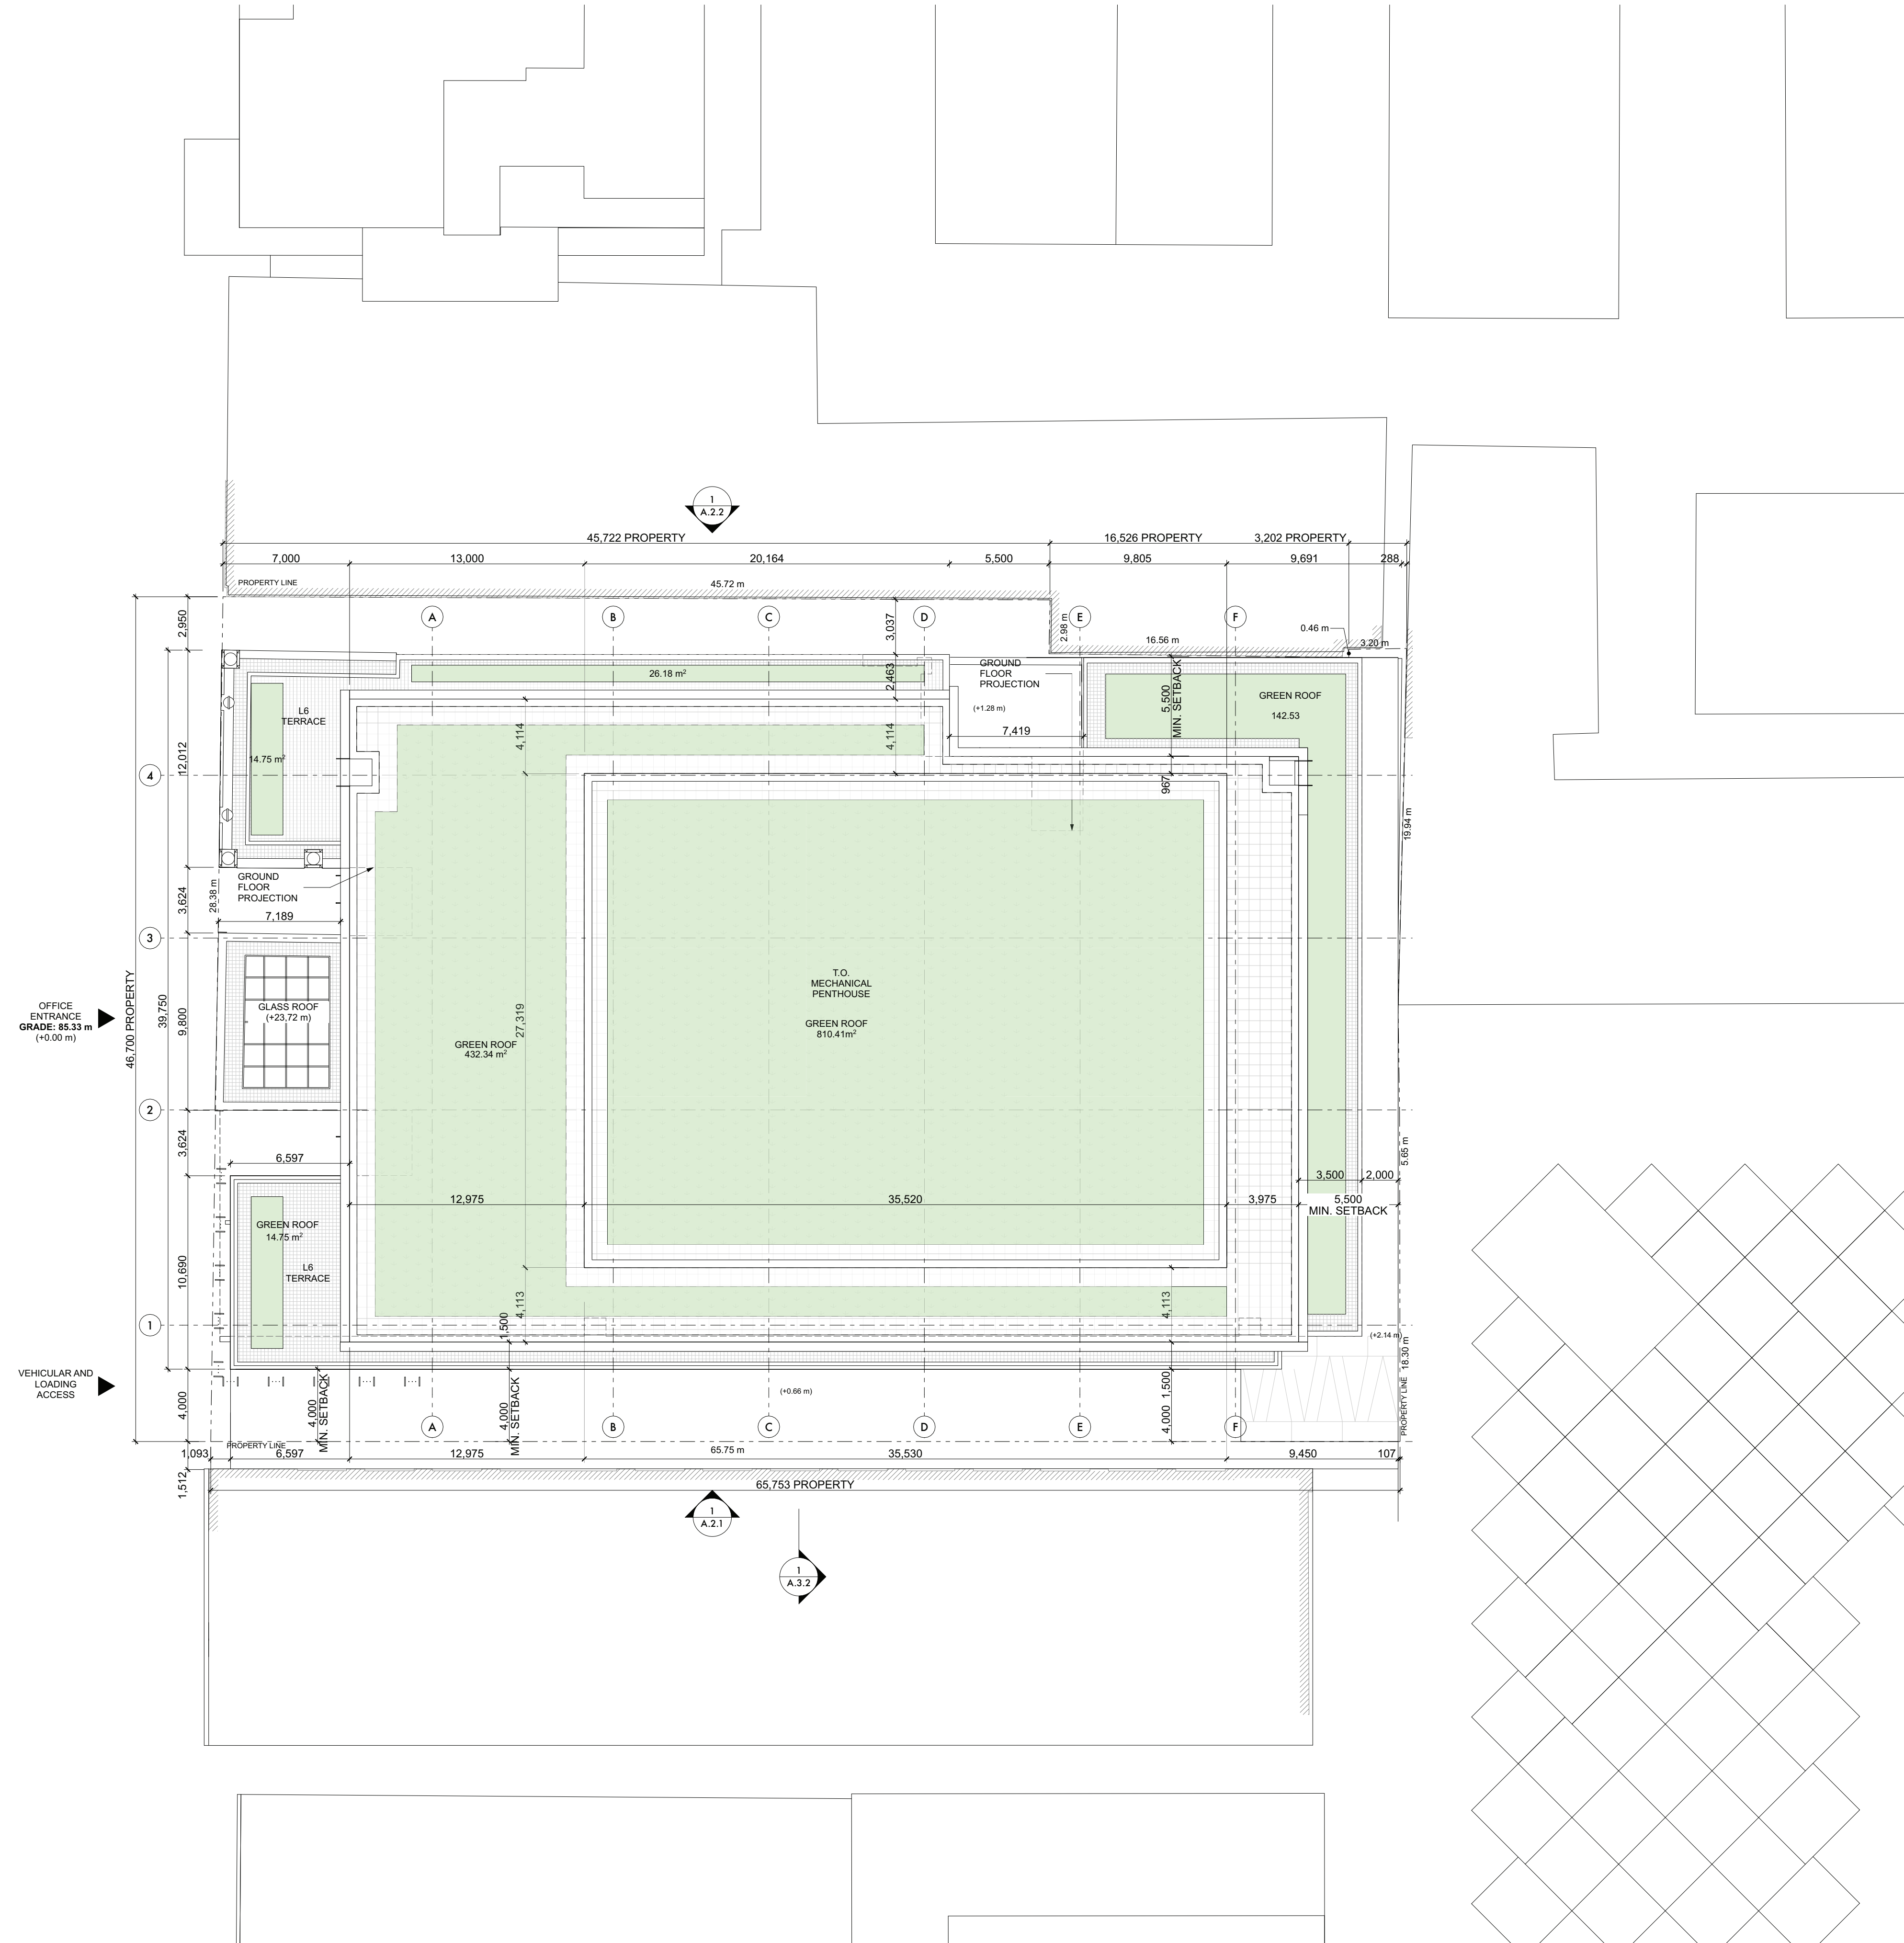 1
A.2.2
45,722 PROPERTY
16,526 PROPERTY
3,202 PROPERTY
7,000
13,000
20,164
5,500
9,805
9,691
288
PROPERTY LINE
45.72 m
2,950
A
B
C
D
E
F
3,037
2.98 m
16.56 m
0.46 m
3.20 m
26.18 m²
2,463
GROUND
FLOOR
PROJECTION
5,500
MIN. SETBACK
GREEN ROOF
142.53
L6
TERRACE
(+1.28 m)
7,419
4,114
4,114
12,012
14.75 m²
4
967
19.94 m
GROUND
FLOOR
PROJECTION
28.38 m
3,624
7,189
3
T.O.
MECHANICAL
PENTHOUSE
GREEN ROOF
810.41m²
OFFICE
ENTRANCE
GRADE: 85.33 m
(+0.00 m)
46,700 PROPERTY
39,750
9,800
GLASS ROOF
(+23,72 m)
27,319
GREEN ROOF
432.34 m²
2
3,624
5.65 m
6,597
3,500
2,000
12,975
35,520
3,975
5,500
MIN. SETBACK
GREEN ROOF
14.75 m²
L6
TERRACE
10,690
4,113
4,113
1,500
1
(+2.14 m)
18.30 m
VEHICULAR AND
LOADING
ACCESS
4,000
4,000
MIN. SETBACK
4,000
MIN. SETBACK
(+0.66 m)
1,500
4,000
PROPERTY LINE
A
B
C
D
E
F
PROPERTY LINE
1,093
6,597
12,975
65.75 m
35,530
9,450
107
1,512
65,753 PROPERTY
1
A.2.1
1
A.3.2